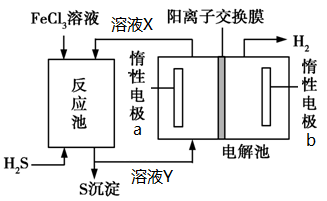 FeCl₃溶液
溶液X
阳离子交换膜
H₂
反应池
惰性电极a
惰性电极b
H₂S
电解池
S沉淀
溶液Y